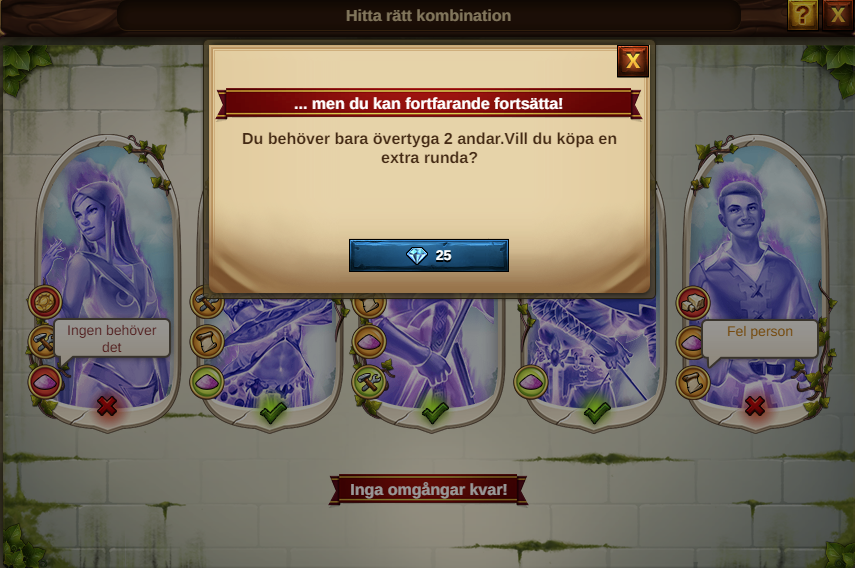 Hitta rätt kombination
?
X
X
... men du kan fortfarande fortsätta!
Du behöver bara övertyga 2 andar.Vill du köpa en
extra runda?
25
Ingen behöver
det
Fel person
Inga omgångar kvar!